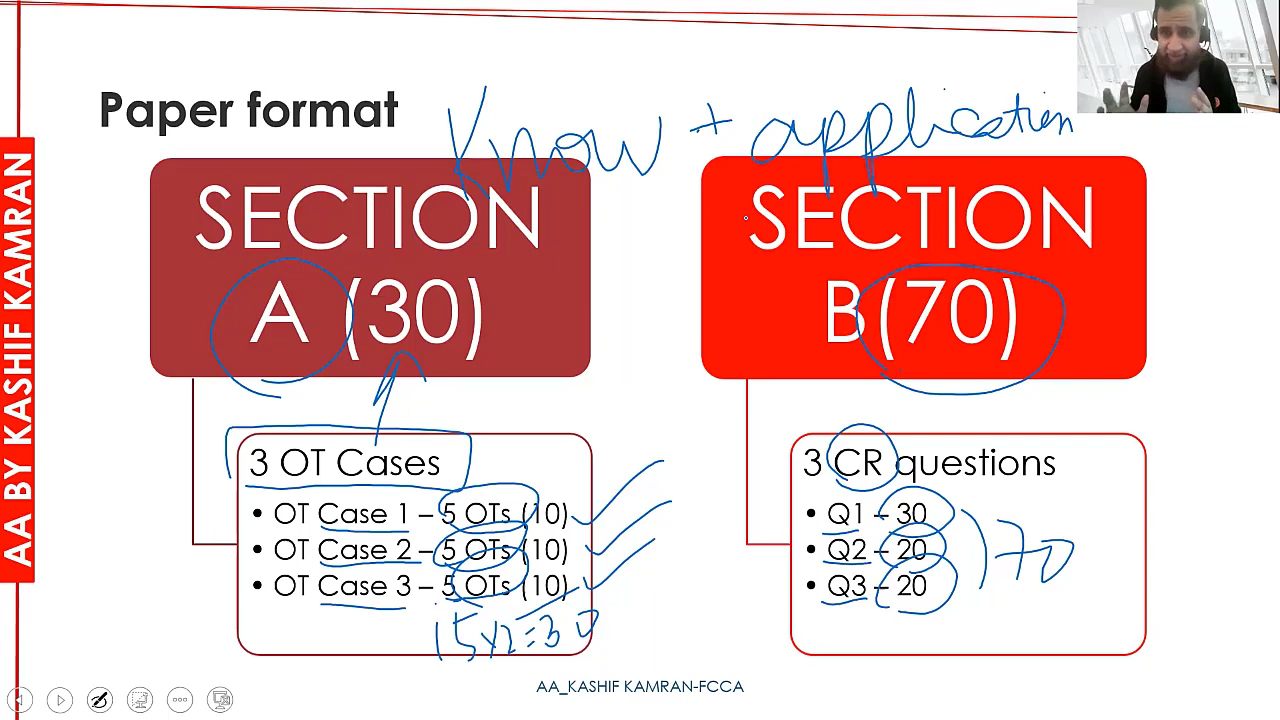 Paper format
Know + application
AA BY KASHIF KAMRAN
SECTION
A (30)
3 OT Cases
• OT Case 1 – 5 OTs (10)
• OT Case 2 – 5 OTs (10)
• OT Case 3 – 5 OTs (10)
15x2=30
SECTION
B(70)
3 CR questions
• Q1 – 30
• Q2 – 20
• Q3 – 20
70
AA_KASHIF KAMRAN-FCCA